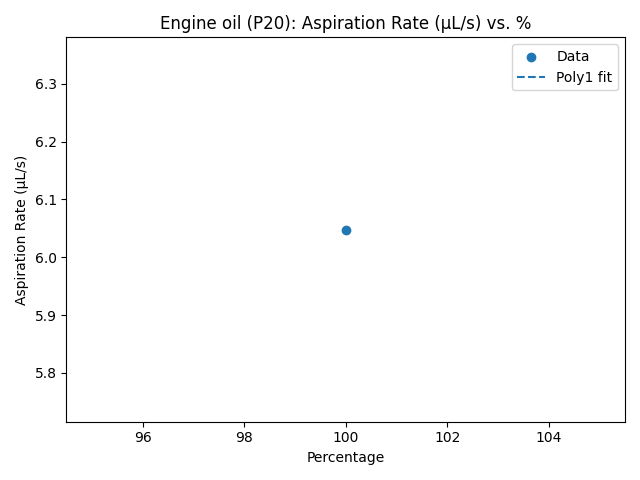 Engine oil (P20): Aspiration Rate (µL/s) vs. %
Data
Poly1 fit
6.3
6.2
6.1
6.0
5.9
5.8
Aspiration Rate (µL/s)
96 98 100 102 104
Percentage